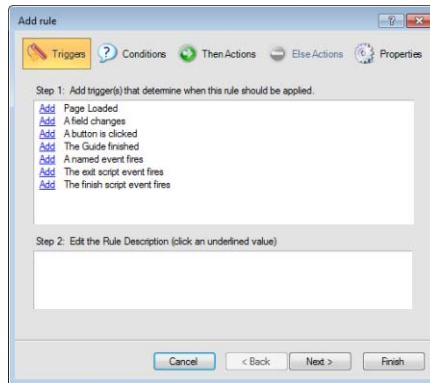 Add rule
Triggers Conditions Then Actions Else Actions Properties
Step 1: Add trigger(s) that determine when this rule should be applied.
Add Page Loaded
Add A field changes
Add A button is clicked
Add The Guide finished
Add A named event fires
Add The exit script event fires
Add The finish script event fires
Step 2: Edit the Rule Description (click an underlined value)
Cancel < Back Next > Finish